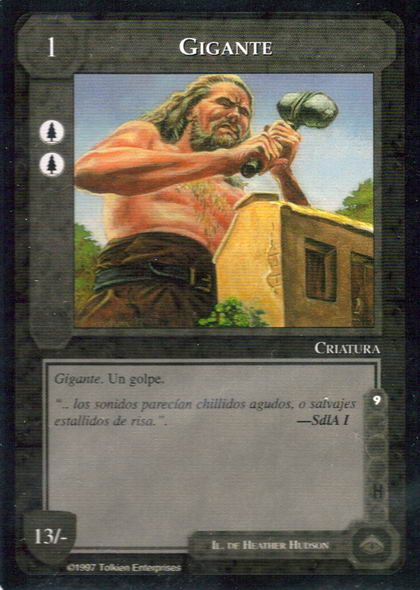 1
GIGANTE
CRIATURA
Gigante. Un golpe.
".. los sonidos parecían chillidos agudos, o salvajes
estallidos de risa.". —SdlA I
9
H
13/-
IL. DE HEATHER HUDSON
©1997 Tolkien Enterprises